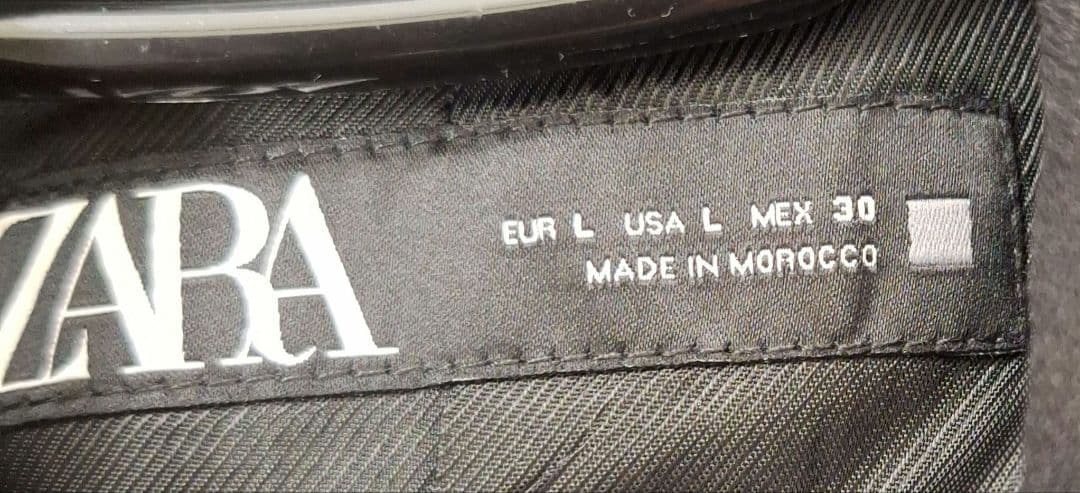 ZARA
EUR L USA L MEX 30
MADE IN MOROCCO